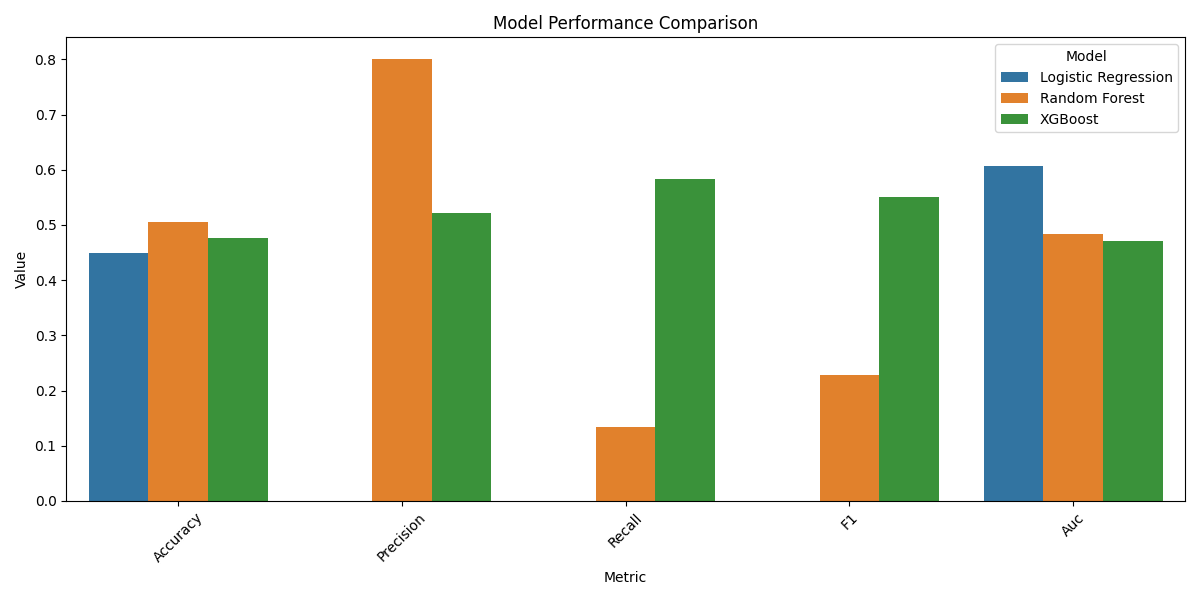 Model Performance Comparison
Model
Logistic Regression
Random Forest
XGBoost
Value
0.8
0.7
0.6
0.5
0.4
0.3
0.2
0.1
0.0
Accuracy
Precision
Recall
F1
Auc
Metric